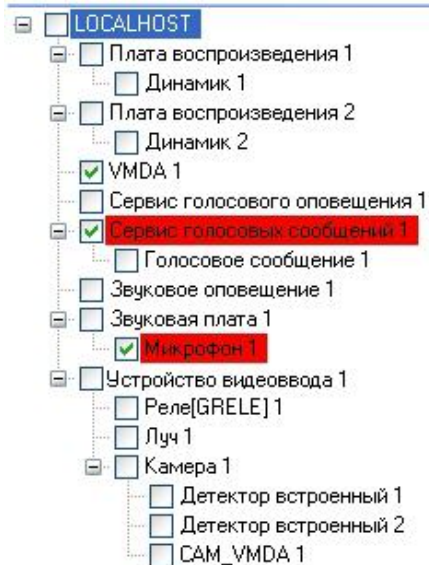 LOCALHOST
Плата воспроизведения 1
Динамик 1
Плата воспроизведения 2
Динамик 2
VMDA 1
Сервис голосового оповещения 1
Сервис голосовых сообщений 1
Голосовое сообщение 1
Звуковое оповещение 1
Звуковая плата 1
Микрофон 1
Устройство видеоввода 1
Реле[GRELE] 1
Луч 1
Камера 1
Детектор встроенный 1
Детектор встроенный 2
CAM_VMDA 1